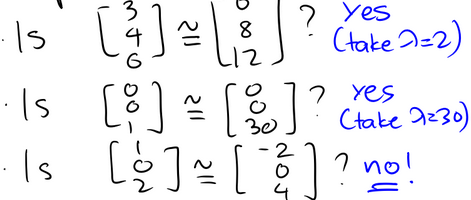 · Is [3 4 6] ≅ [6 8 12] ? Yes (take λ=2)
· Is [0 0 1] ≅ [0 0 30] ? Yes (take λ=30)
· Is [1 0 2] ≅ [-2 0 4] ? no!